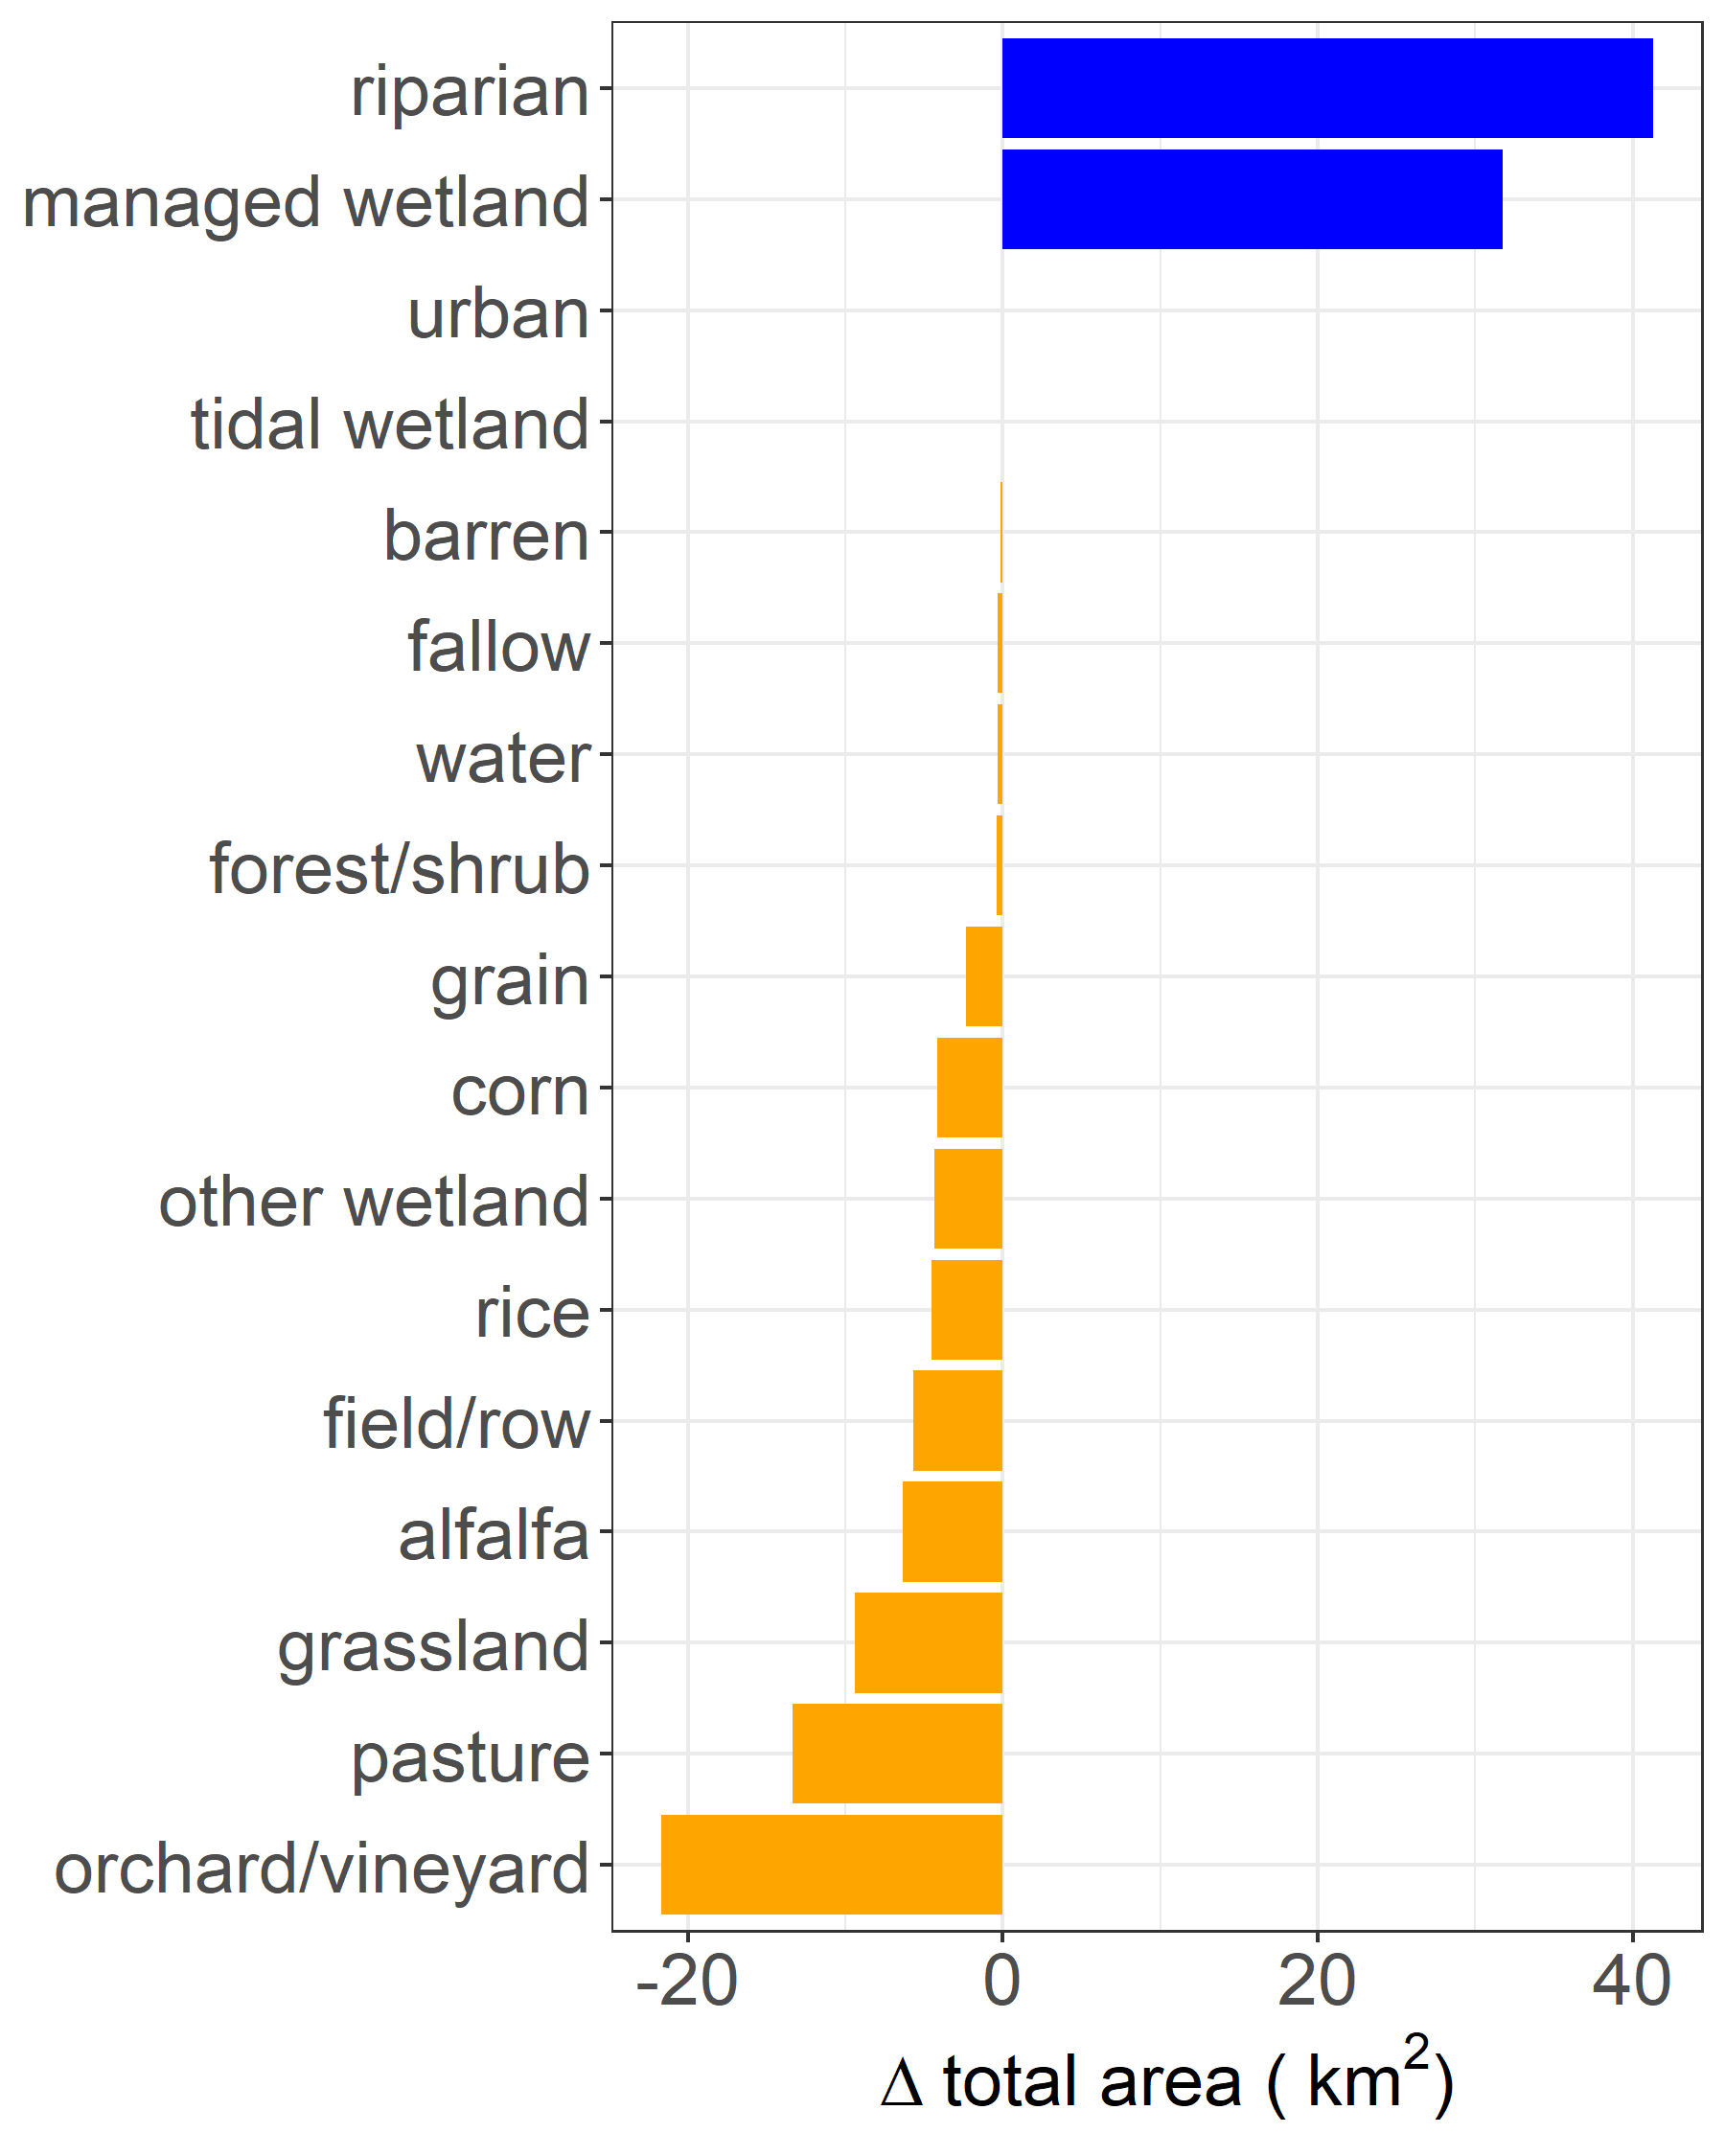 riparian
managed wetland
urban
tidal wetland
barren
fallow
water
forest/shrub
grain
corn
other wetland
rice
field/row
alfalfa
grassland
pasture
orchard/vineyard
-20 0 20 40
Δ total area ( km²)